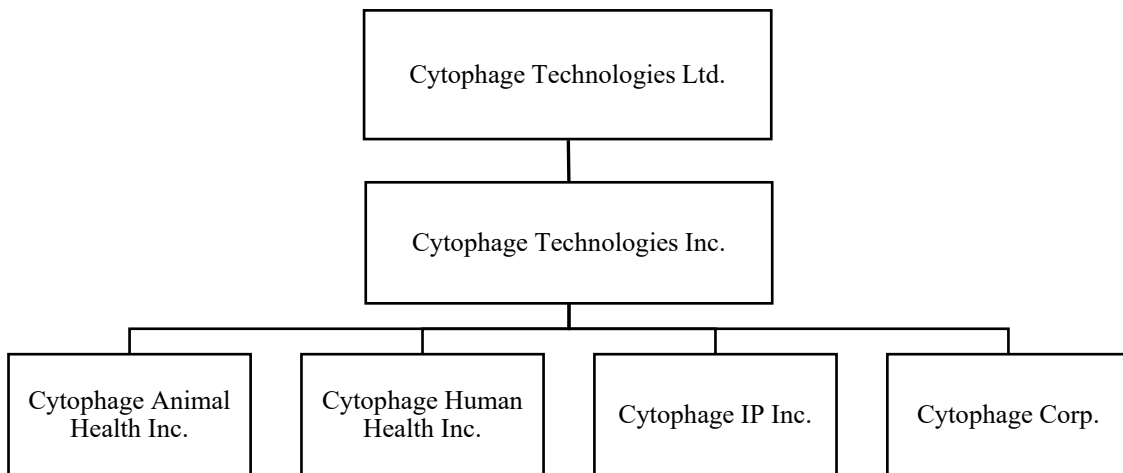 Cytophage Technologies Ltd.
Cytophage Technologies Inc.
Cytophage Animal
Health Inc.
Cytophage Human
Health Inc.
Cytophage IP Inc.
Cytophage Corp.